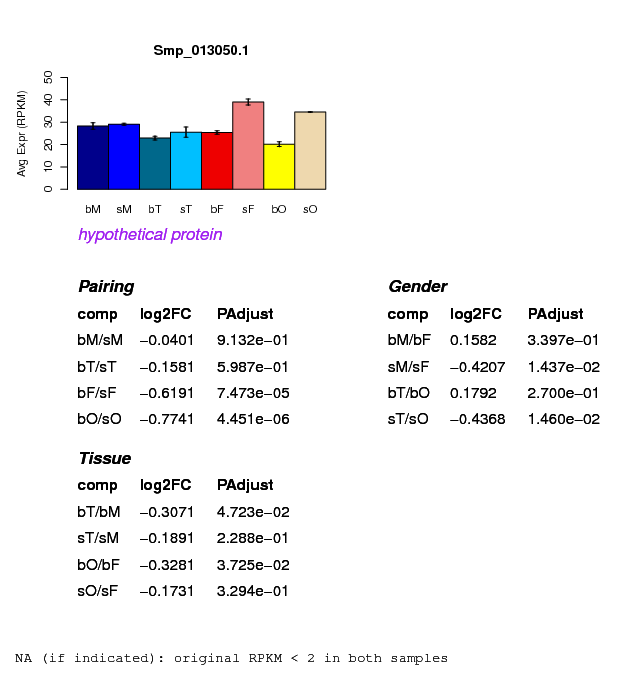 Smp_013050.1
Avg Expr (RPKM)
0 10 20 30 40 50
bM sM bT sT bF sF bO sO
hypothetical protein
Pairing
comp log2FC PAdjust
bM/sM −0.0401 9.132e−01
bT/sT −0.1581 5.987e−01
bF/sF −0.6191 7.473e−05
bO/sO −0.7741 4.451e−06
Gender
comp log2FC PAdjust
bM/bF 0.1582 3.397e−01
sM/sF −0.4207 1.437e−02
bT/bO 0.1792 2.700e−01
sT/sO −0.4368 1.460e−02
Tissue
comp log2FC PAdjust
bT/bM −0.3071 4.723e−02
sT/sM −0.1891 2.288e−01
bO/bF −0.3281 3.725e−02
sO/sF −0.1731 3.294e−01
NA (if indicated): original RPKM < 2 in both samples